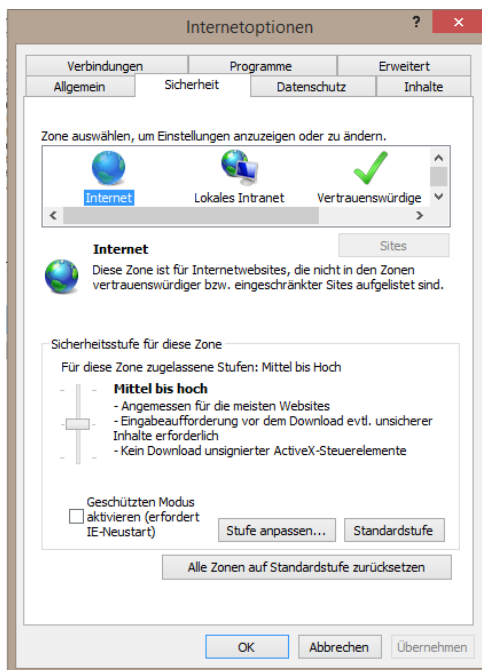 Internetoptionen
?
Verbindungen Programme Erweitert
Allgemein Sicherheit Datenschutz Inhalte
Zone auswählen, um Einstellungen anzuzeigen oder zu ändern.
Internet Lokales Intranet Vertrauenswürdige
Sites
Internet
Diese Zone ist für Internetwebsites, die nicht in den Zonen
vertrauenswürdiger bzw. eingeschränkter Sites aufgelistet sind.
Sicherheitsstufe für diese Zone
Für diese Zone zugelassene Stufen: Mittel bis Hoch
Mittel bis hoch
- Angemessen für die meisten Websites
- Eingabeaufforderung vor dem Download evtl. unsicherer
Inhalte erforderlich
- Kein Download unsignierter ActiveX-Steuerelemente
Geschützten Modus
aktivieren (erfordert
IE-Neustart)
Stufe anpassen... Standardstufe
Alle Zonen auf Standardstufe zurücksetzen
OK Abbrechen Übernehmen